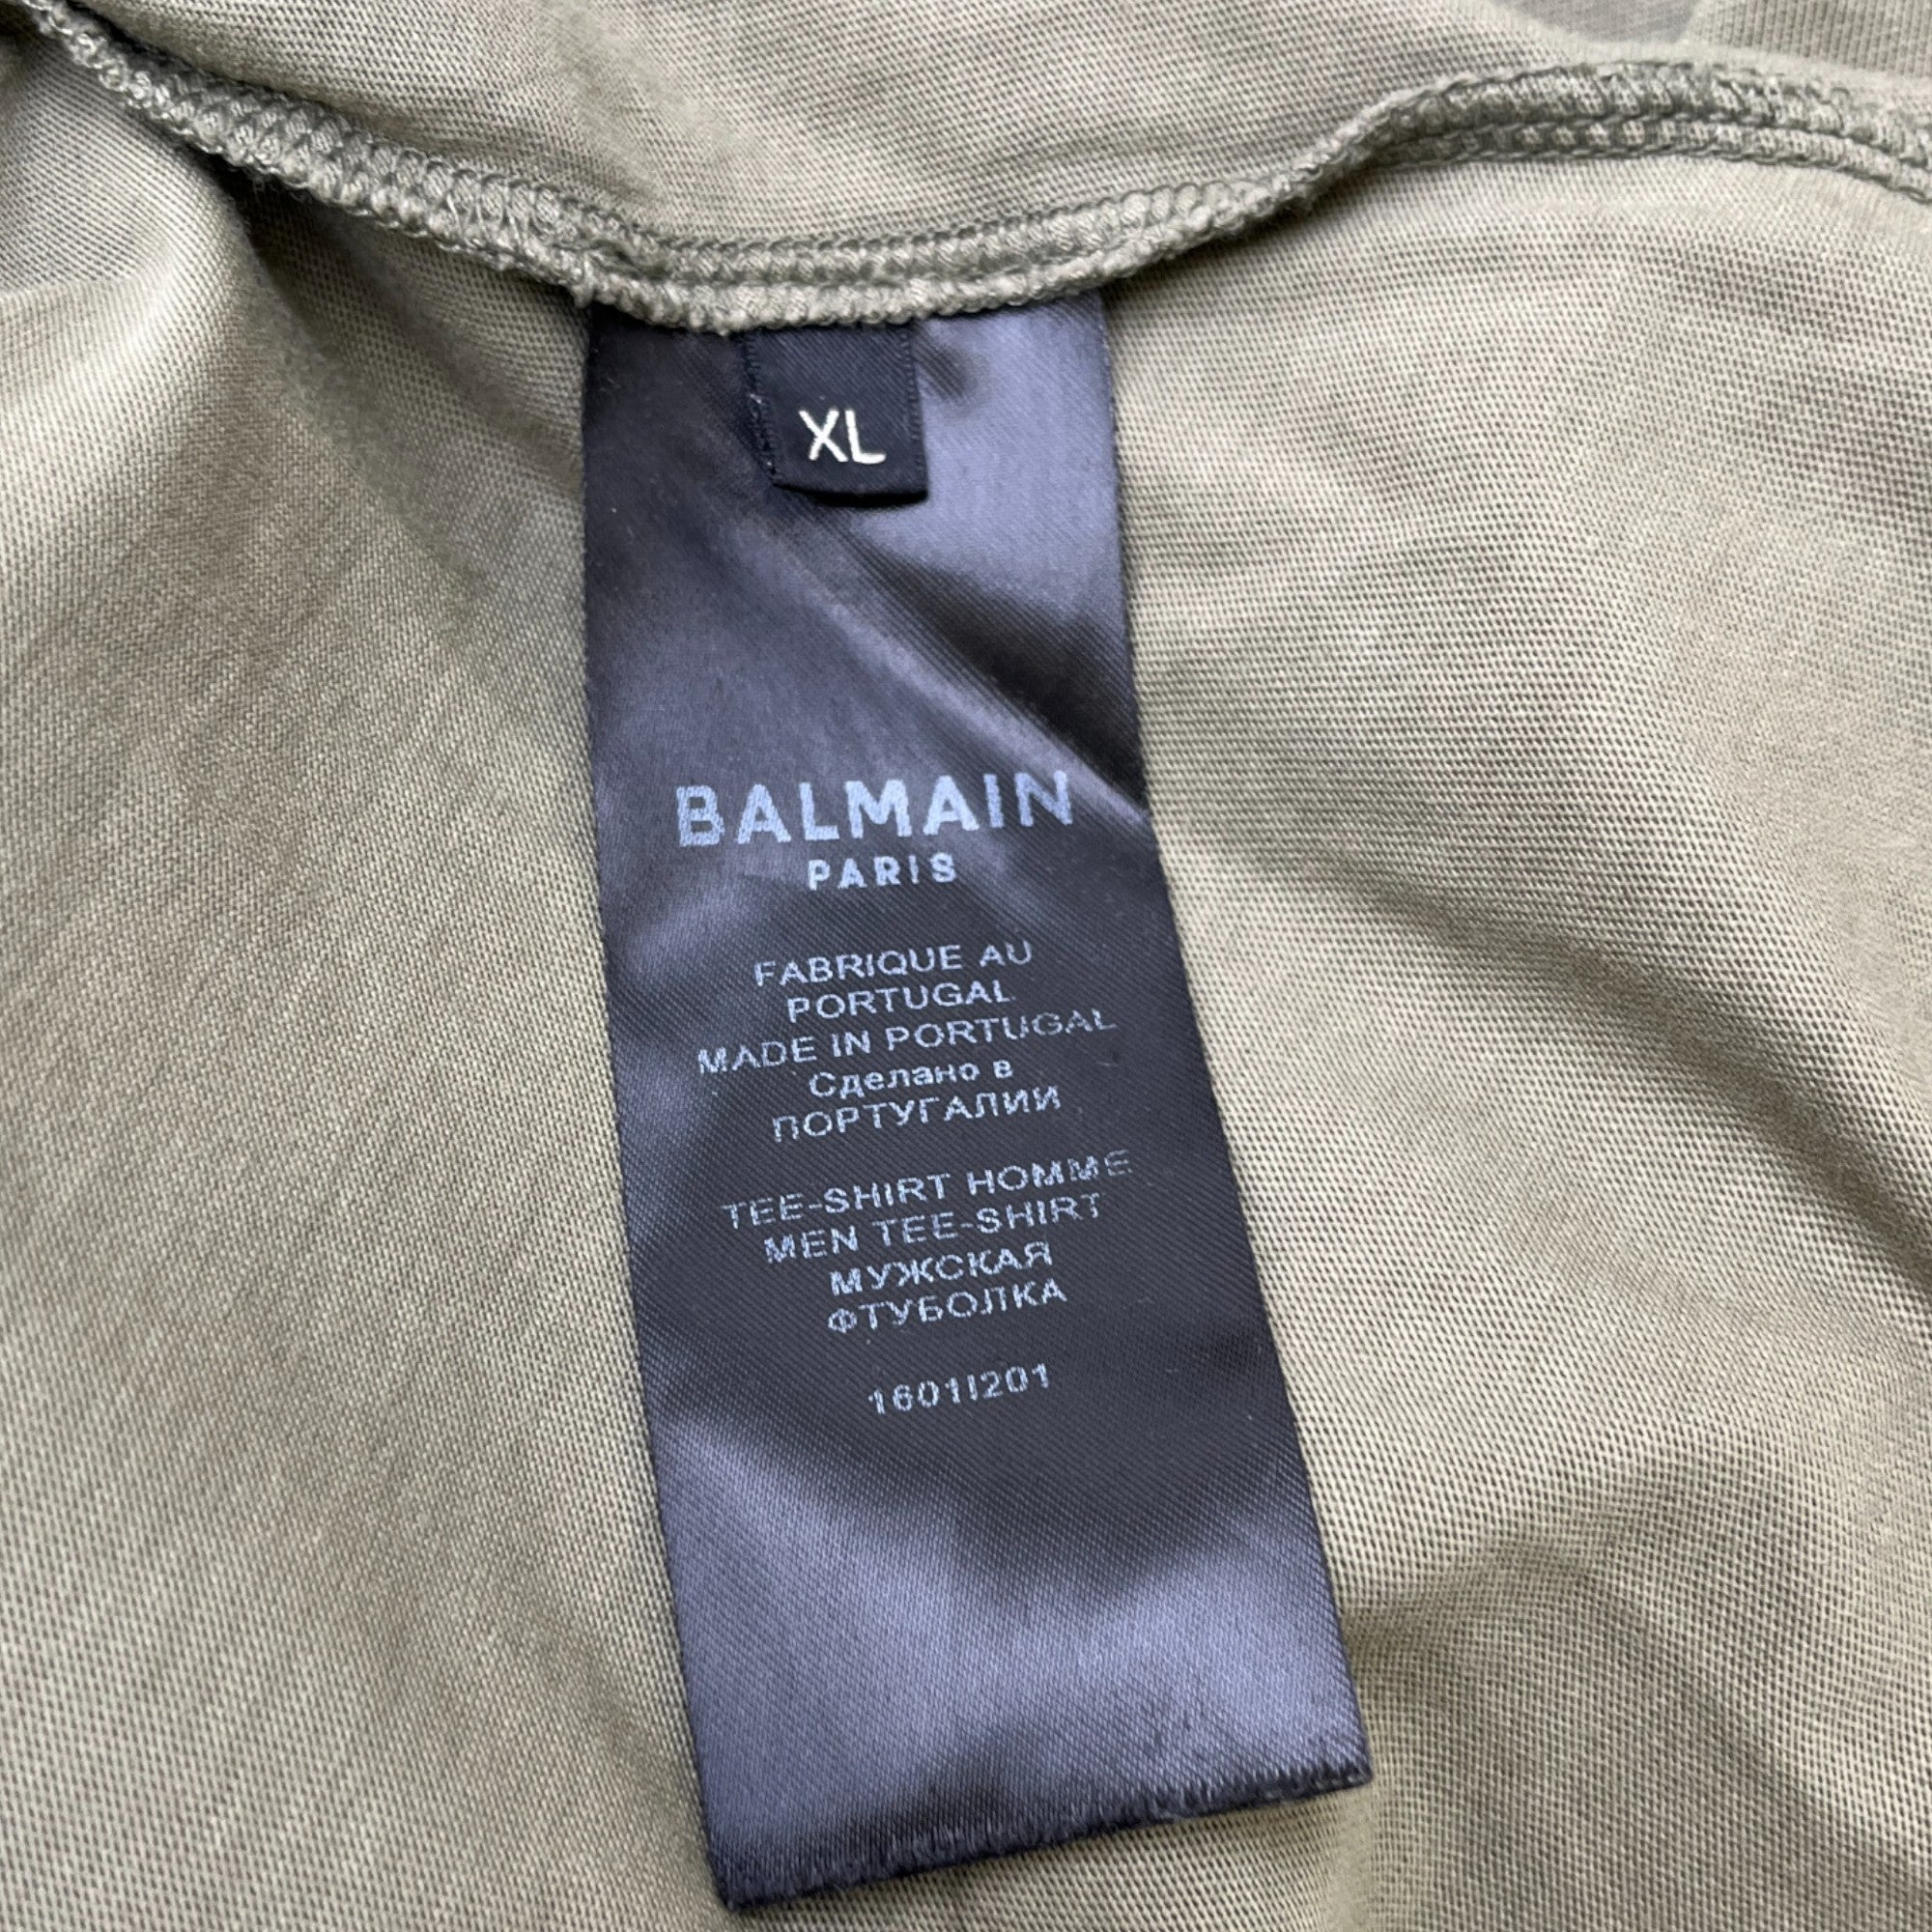 XL
BALMAIN
PARIS
FABRIQUE AU
PORTUGAL
MADE IN PORTUGAL
Сделано в
ПОРТУГАЛИИ
TEE-SHIRT HOMME
MEN TEE-SHIRT
МУЖСКАЯ
ФТУБОЛКА
1601I201